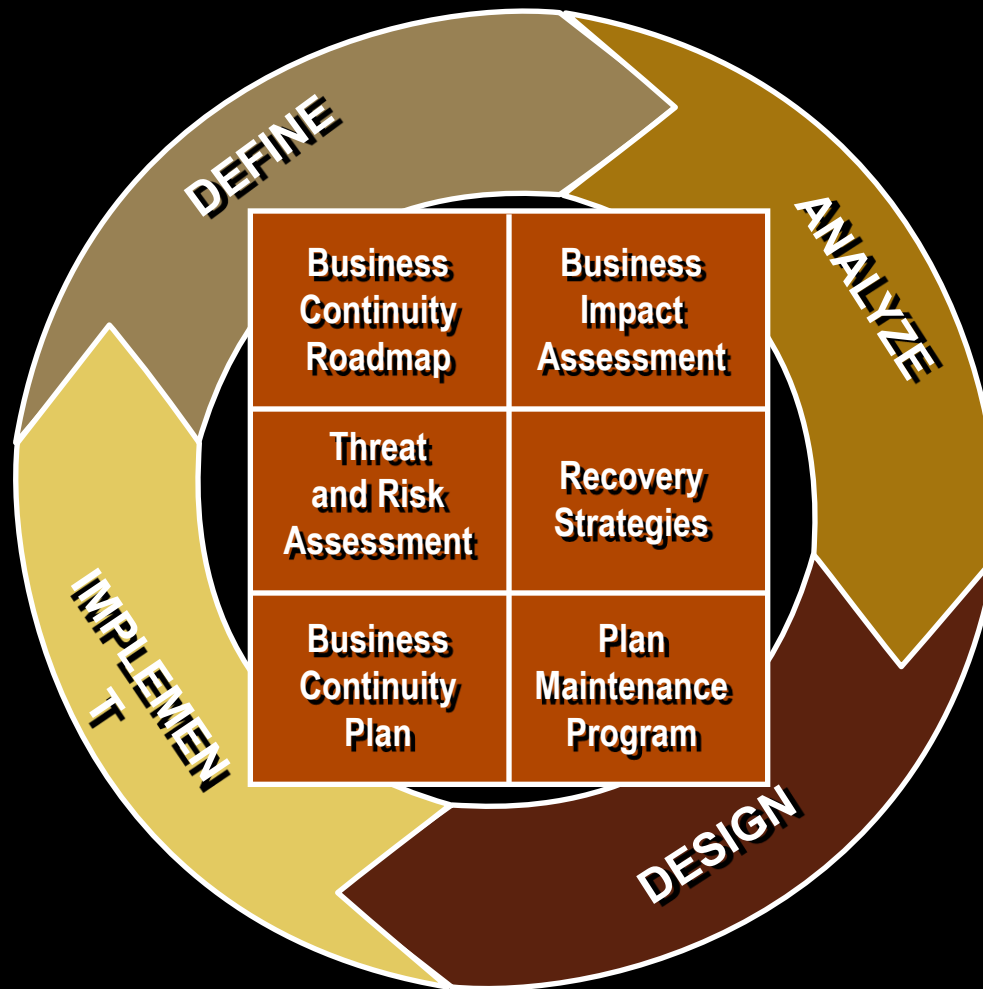 DEFINE
ANALYZE
Business
Continuity
Roadmap
Business
Impact
Assessment
Threat
and Risk
Assessment
Recovery
Strategies
Business
Continuity
Plan
Plan
Maintenance
Program
IMPLEMEN
T
DESIGN